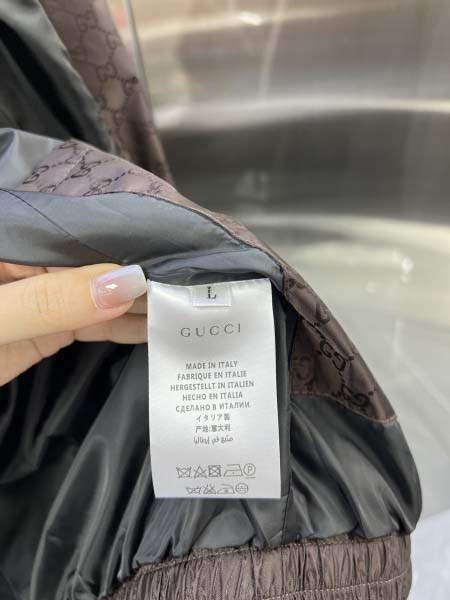 L
GUCCI
MADE IN ITALY
FABRIQUE EN ITALIE
HERGESTELLT IN ITALIEN
HECHO EN ITALIA
СДЕЛАНО В ИТАЛИИ
イタリア製
产地:意大利
صنع في إيطاليا